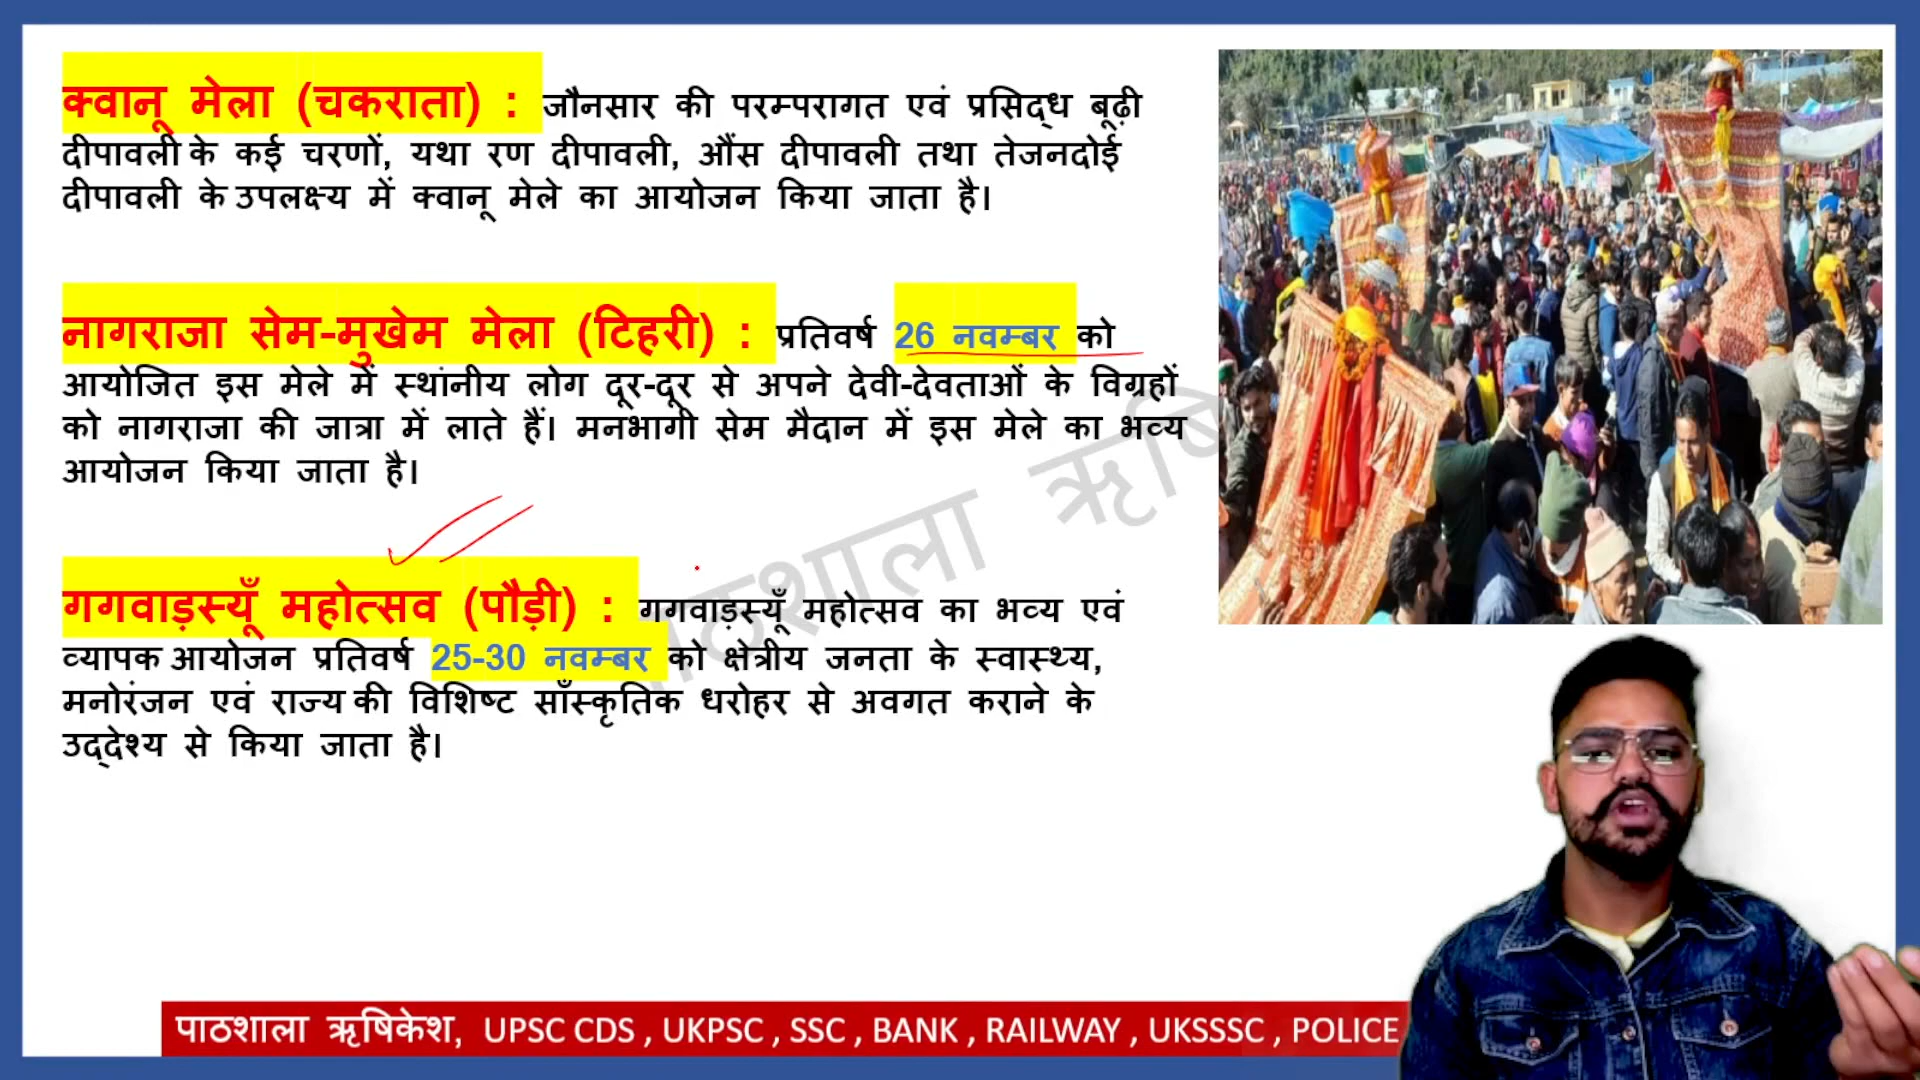 क्वानू मेला (चकराता) : जौनसार की परम्परागत एवं प्रसिद्ध बूढ़ी
दीपावली के कई चरणों, यथा रण दीपावली, औंस दीपावली तथा तेजनदोई
दीपावली के उपलक्ष्य में क्वानू मेले का आयोजन किया जाता है।
नागराजा सेम-मुखेम मेला (टिहरी) : प्रतिवर्ष 26 नवम्बर को
आयोजित इस मेले में स्थांनीय लोग दूर-दूर से अपने देवी-देवताओं के विग्रहों
को नागराजा की जात्रा में लाते हैं। मनभागी सेम मैदान में इस मेले का भव्य
आयोजन किया जाता है।
गगवाड़स्यूँ महोत्सव (पौड़ी) : गगवाड़स्यूँ महोत्सव का भव्य एवं
व्यापक आयोजन प्रतिवर्ष 25-30 नवम्बर को क्षेत्रीय जनता के स्वास्थ्य,
मनोरंजन एवं राज्य की विशिष्ट साँस्कृतिक धरोहर से अवगत कराने के
उद्देश्य से किया जाता है।
पाठशाला ऋषि
पाठशाला ऋषिकेश, UPSC CDS , UKPSC , SSC , BANK , RAILWAY , UKSSSC , POLICE